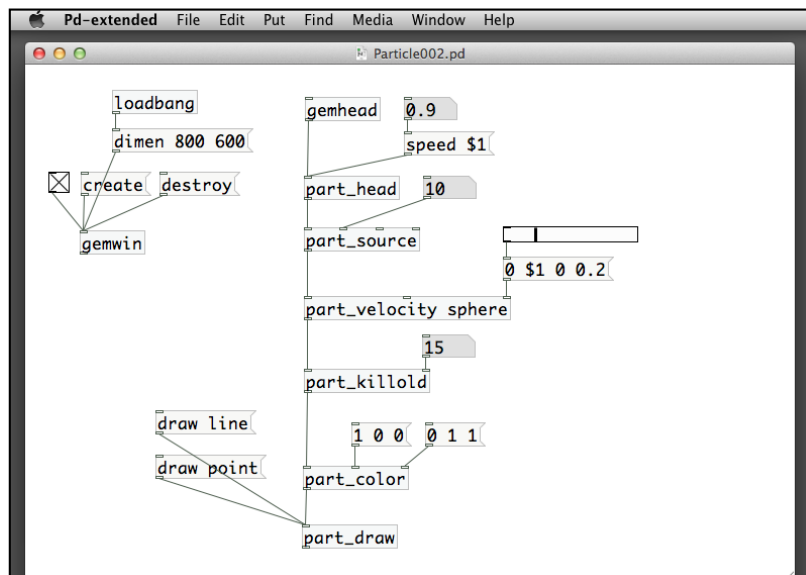 Pd-extended File Edit Put Find Media Window Help
Particle002.pd
loadbang
gemhead
0.9
dimen 800 600
speed $1
create
destroy
part_head
10
gemwin
part_source
0 $1 0 0.2
part_velocity sphere
15
part_killold
draw line
1 0 0
0 1 1
draw point
part_color
part_draw